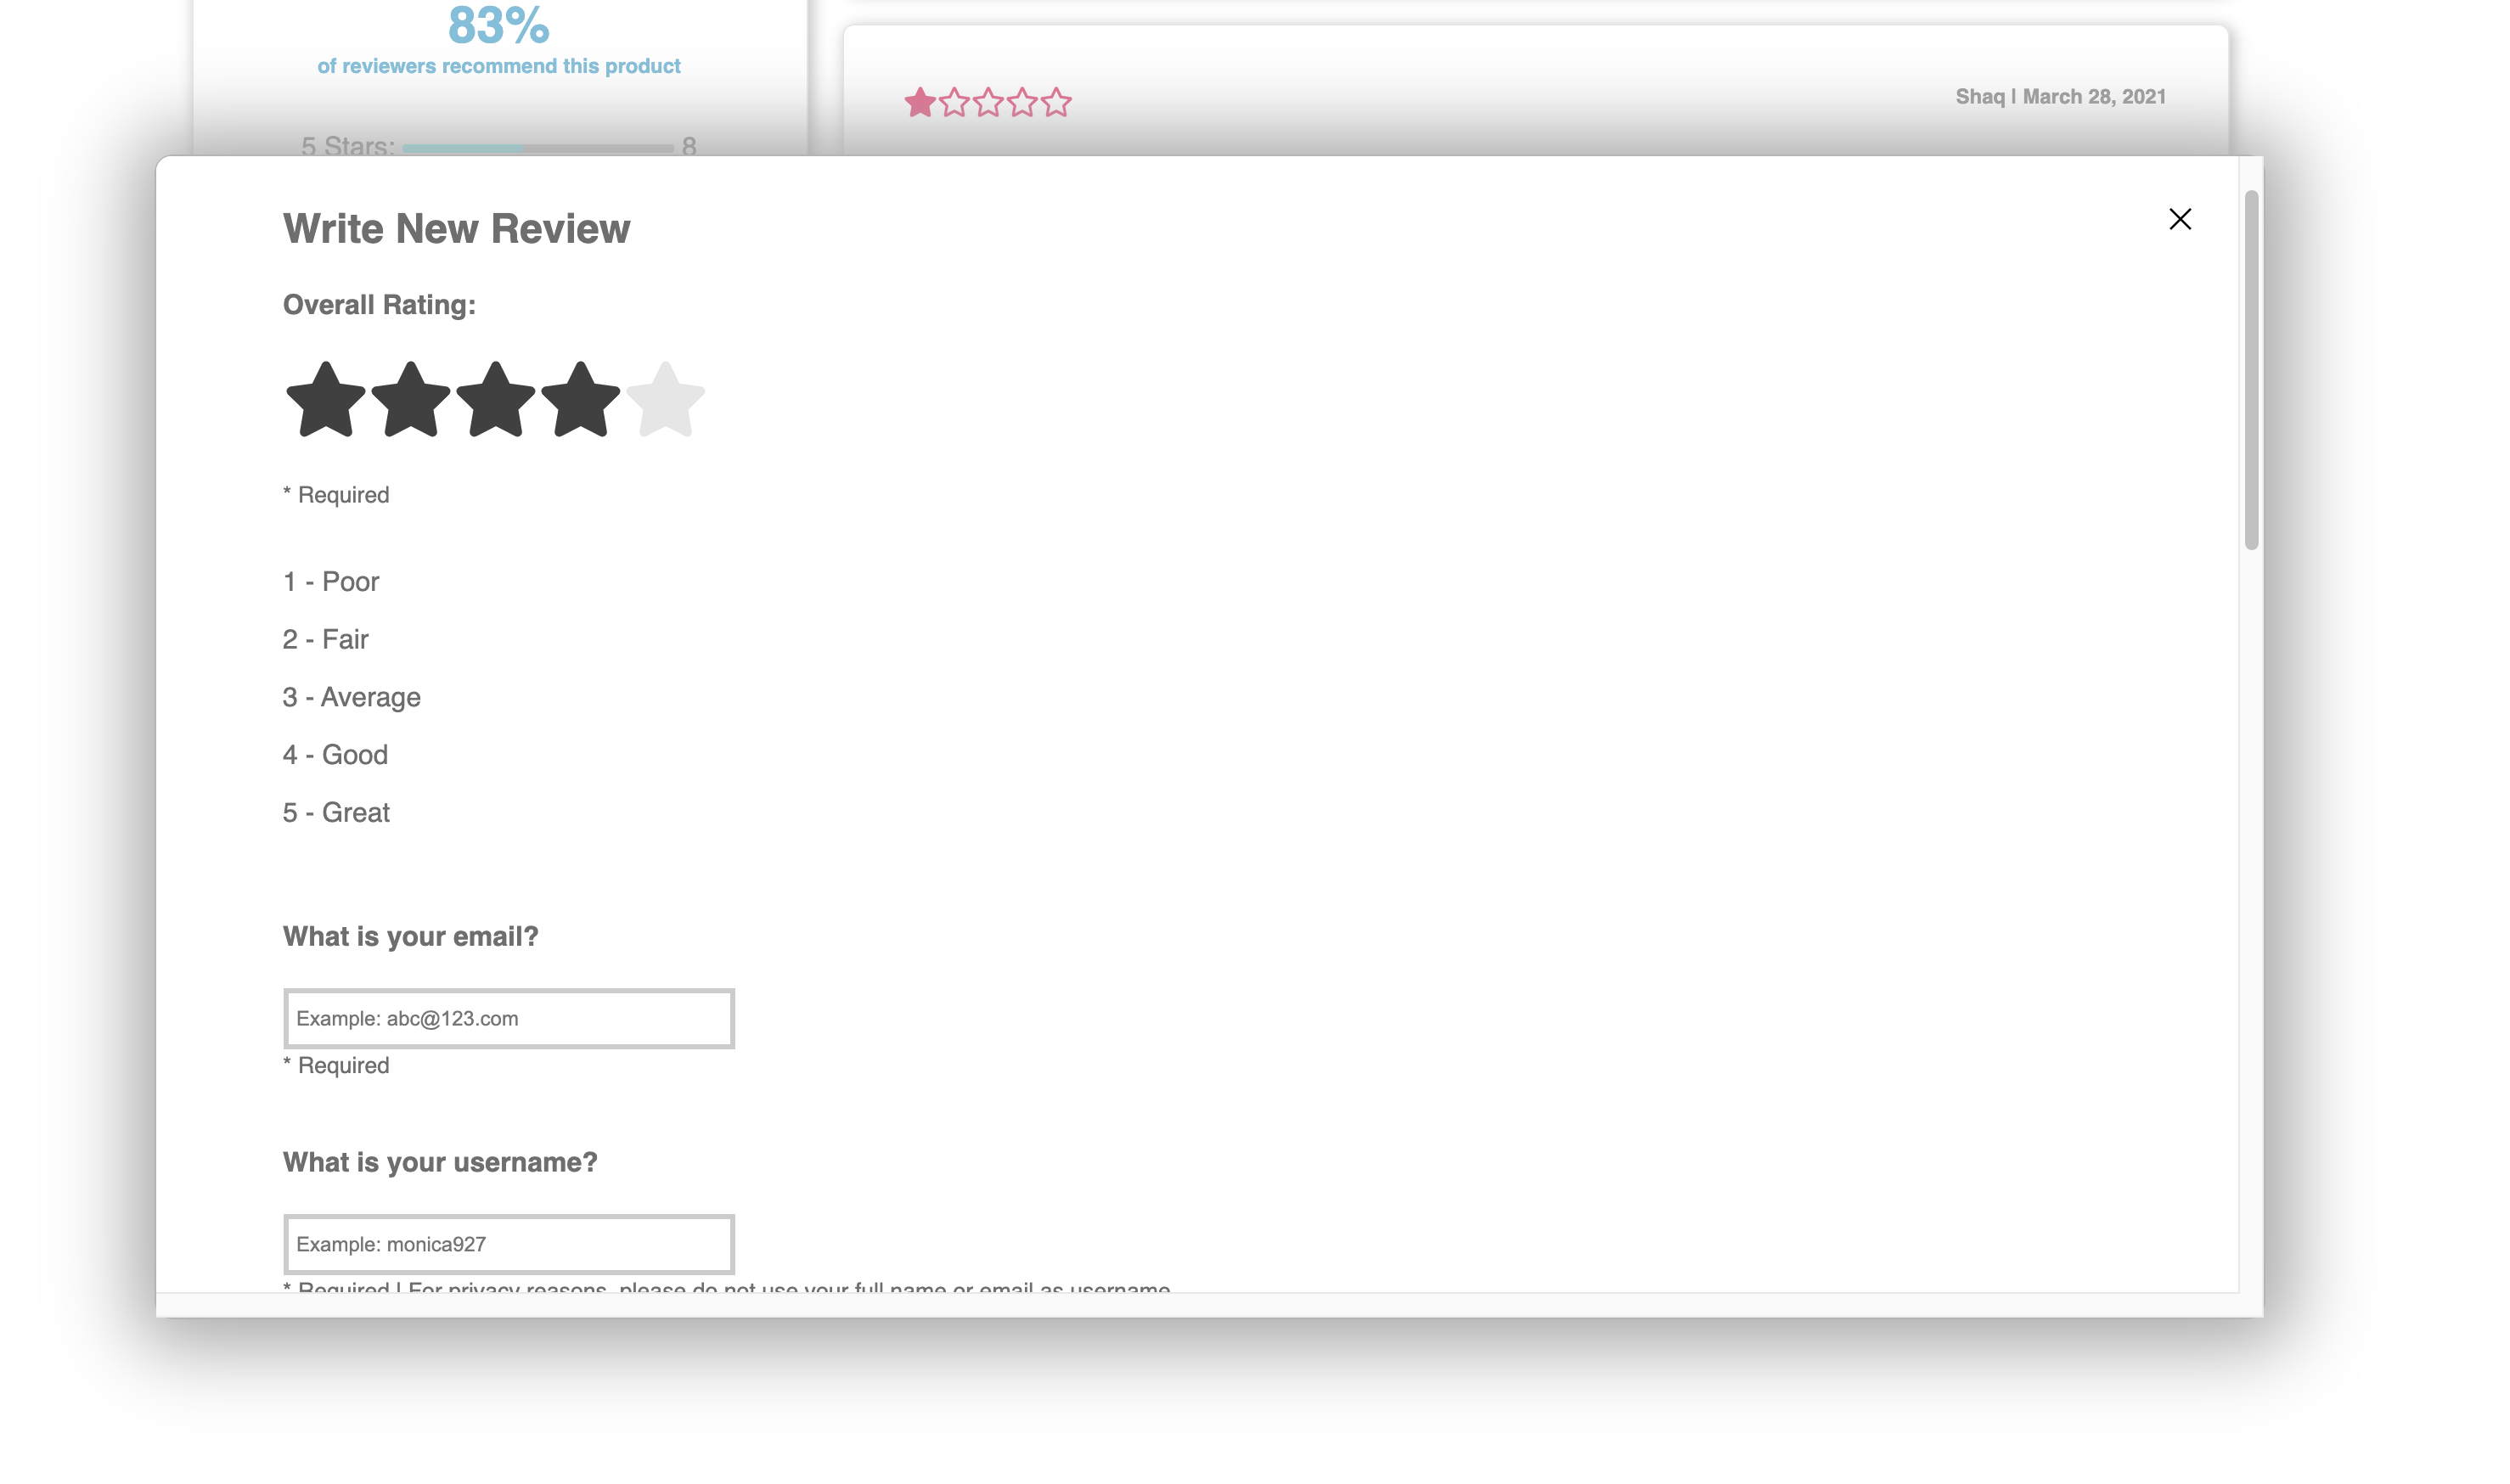 83%
of reviewers recommend this product
5 Stars: 8
Shaq | March 28, 2021
Write New Review
Overall Rating:
* Required
1 - Poor
2 - Fair
3 - Average
4 - Good
5 - Great
What is your email?
Example: abc@123.com
* Required
What is your username?
Example: monica927
* Required | For privacy reasons, please do not use your full name or email as username